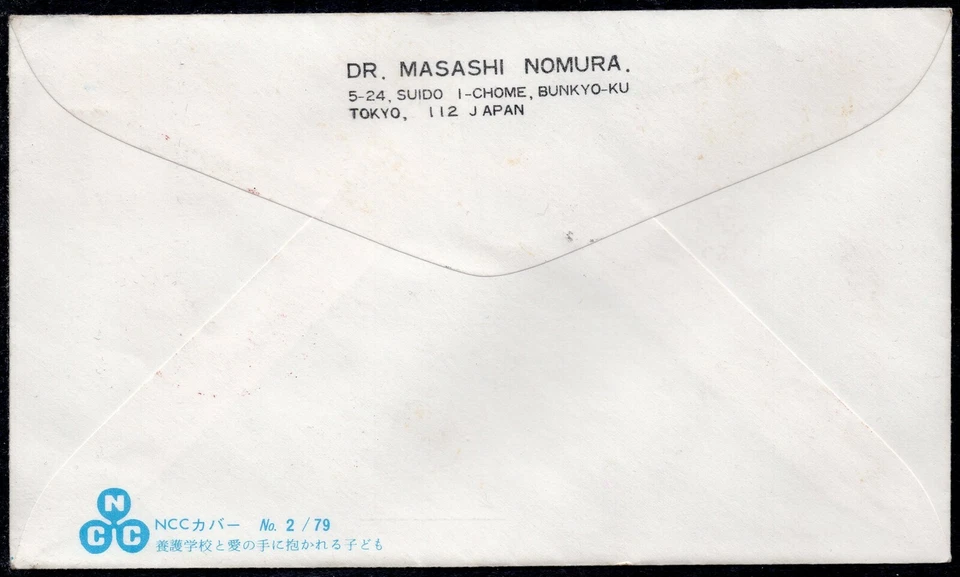 DR. MASASHI NOMURA.
5-24, SUIDO 1-CHOME, BUNKYO-KU
TOKYO, 112 JAPAN
N
C C
NCCカバー No. 2 / 79
養護学校と愛の手に抱かれる子ども